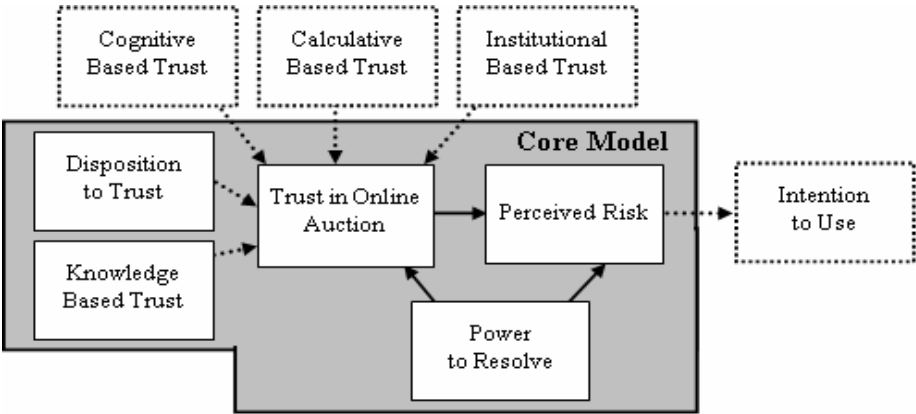 Cognitive
Based Trust
Calculative
Based Trust
Institutional
Based Trust
Core Model
Disposition
to Trust
Trust in Online
Auction
Perceived Risk
Intention
to Use
Knowledge
Based Trust
Power
to Resolve